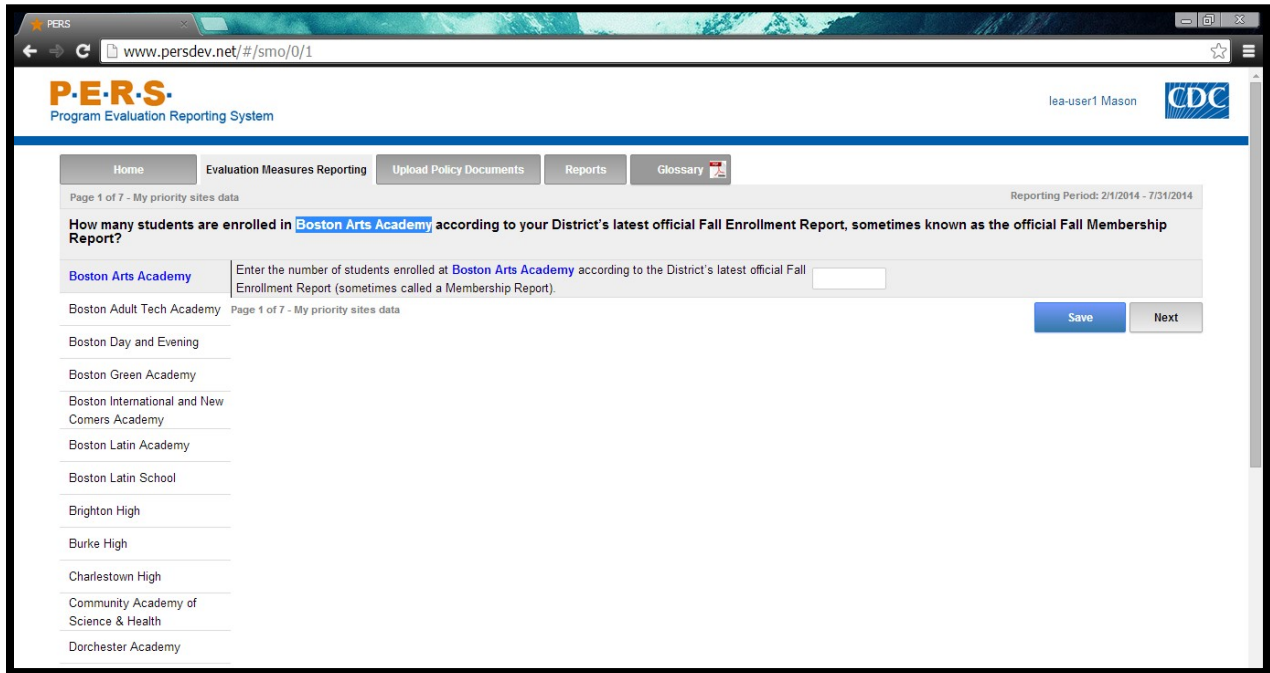 PERS
www.persdev.net/#/smo/0/1
P·E·R·S·
Program Evaluation Reporting System
lea-user1 Mason
CDC
Home
Evaluation Measures Reporting
Upload Policy Documents
Reports
Glossary
Page 1 of 7 - My priority sites data
Reporting Period: 2/1/2014 - 7/31/2014
How many students are enrolled in Boston Arts Academy according to your District's latest official Fall Enrollment Report, sometimes known as the official Fall Membership
Report?
Boston Arts Academy
Enter the number of students enrolled at Boston Arts Academy according to the District's latest official Fall
Enrollment Report (sometimes called a Membership Report).
Boston Adult Tech Academy
Page 1 of 7 - My priority sites data
Save
Next
Boston Day and Evening
Boston Green Academy
Boston International and New
Comers Academy
Boston Latin Academy
Boston Latin School
Brighton High
Burke High
Charlestown High
Community Academy of
Science & Health
Dorchester Academy